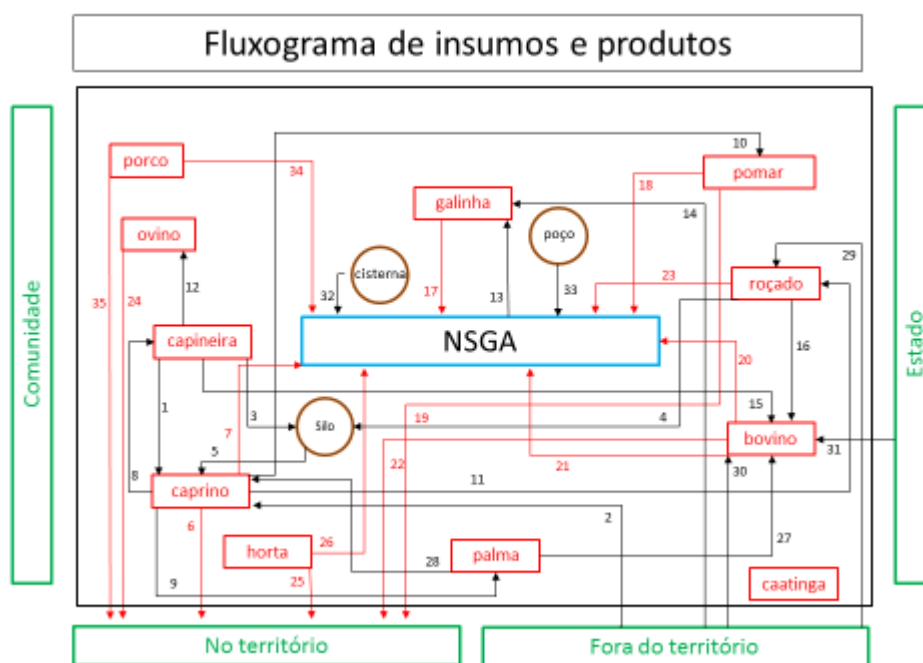 Fluxograma de insumos e produtos
Comunidade
Estado
porco
34
10
pomar
18
galinha
14
poço
ovino
29
cisterna
12
35
24
32
17
13
33
23
roçado
capineira
NSGA
16
20
1
3
7
Silo
19
4
15
5
bovino
8
22
21
30
31
caprino
11
6
2
horta
26
28
palma
27
25
9
caatinga
No território
Fora do território